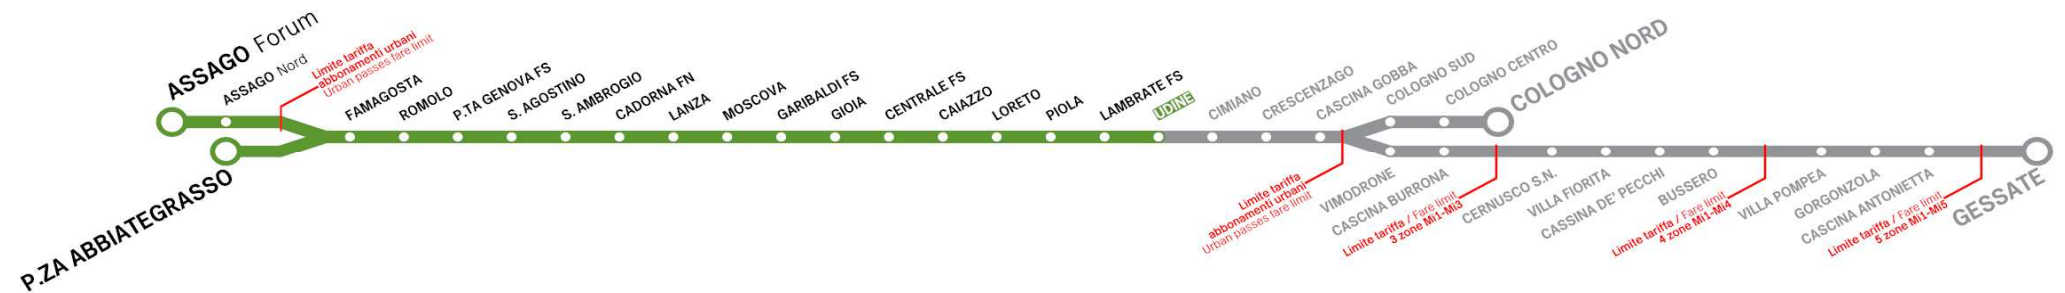 ASSAGO Forum
ASSAGO Nord
Limite tariffa
abbonamenti urbani
Urban passes fare limit
P.ZA ABBIATEGRASSO
FAMAGOSTA
ROMOLO
P.TA GENOVA FS
S. AGOSTINO
S. AMBROGIO
CADORNA FN
LANZA
MOSCOVA
GARIBALDI FS
GIOIA
CENTRALE FS
CAIAZZO
LORETO
PIOLA
LAMBRATE FS
UDINE
CIMIANO
CRESCENZAGO
CASCINA GOBBA
COLOGNO SUD
COLOGNO CENTRO
COLOGNO NORD
Limite tariffa
abbonamenti urbani
Urban passes fare limit
VIMODRONE
CASCINA BURRONA
Limite tariffa / Fare limit
3 zone Mi1-Mi3
CERNUSCO S.N.
VILLA FIORITA
CASSINA DE' PECCHI
BUSSERO
Limite tariffa / Fare limit
4 zone Mi1-Mi4
VILLA POMPEA
GORGONZOLA
CASCINA ANTONIETTA
Limite tariffa / Fare limit
5 zone Mi1-Mi5
GESSATE